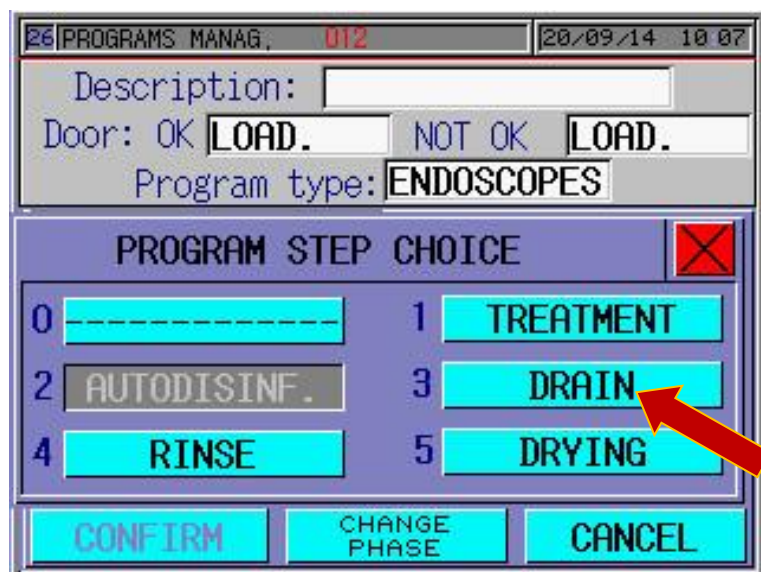 26 PROGRAMS MANAG. 012 20/09/14 10 07
Description:
Door: OK LOAD. NOT OK LOAD.
Program type: ENDOSCOPES
PROGRAM STEP CHOICE
0 ------------- 1 TREATMENT
2 AUTODISINF. 3 DRAIN
4 RINSE 5 DRYING
CONFIRM CHANGE PHASE CANCEL